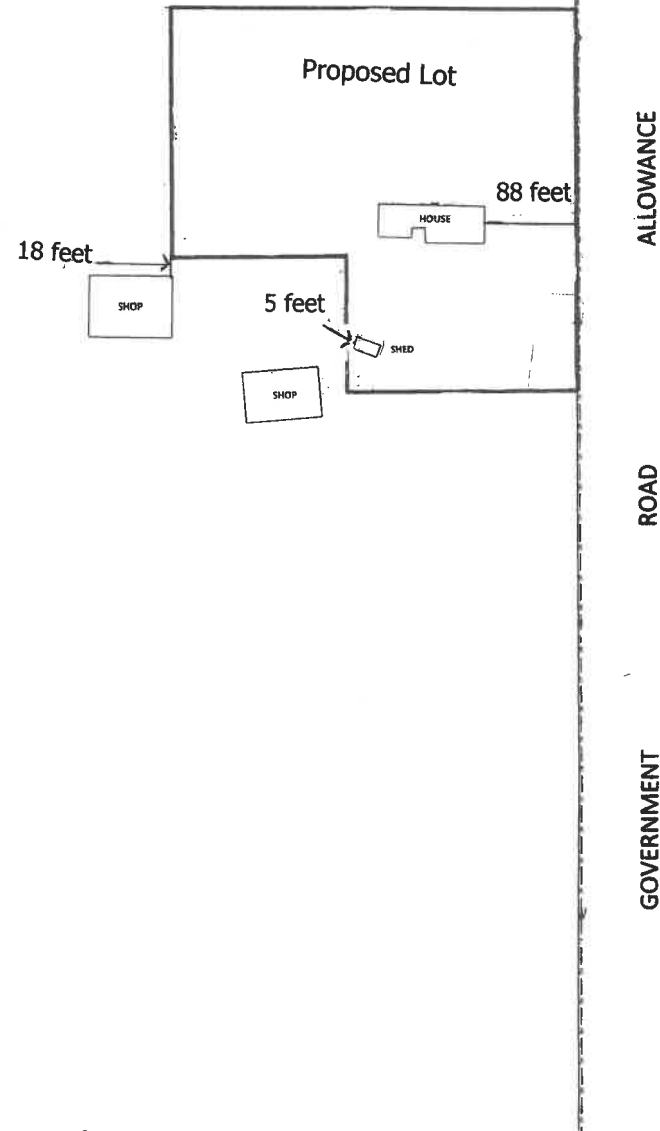 Proposed Lot
88 feet
HOUSE
18 feet
SHOP
5 feet
SHED
SHOP
GOVERNMENT ROAD ALLOWANCE